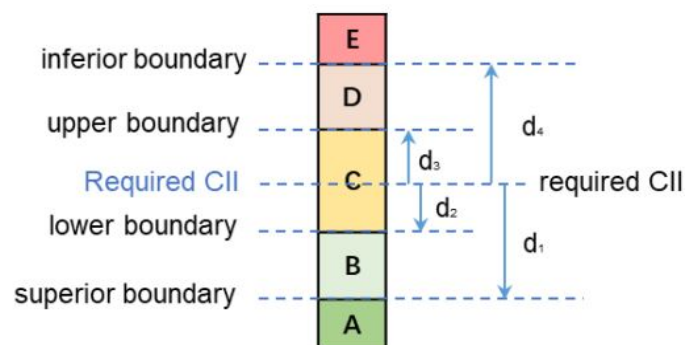 E
inferior boundary
D
upper boundary
d₄
d₃
Required CII
C
required CII
d₂
lower boundary
d₁
B
superior boundary
A